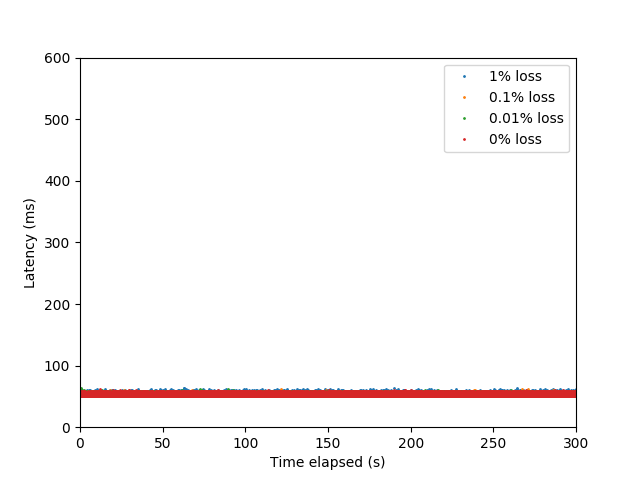 600
500
400
300
200
100
0
Latency (ms)
1% loss
0.1% loss
0.01% loss
0% loss
0 50 100 150 200 250 300
Time elapsed (s)